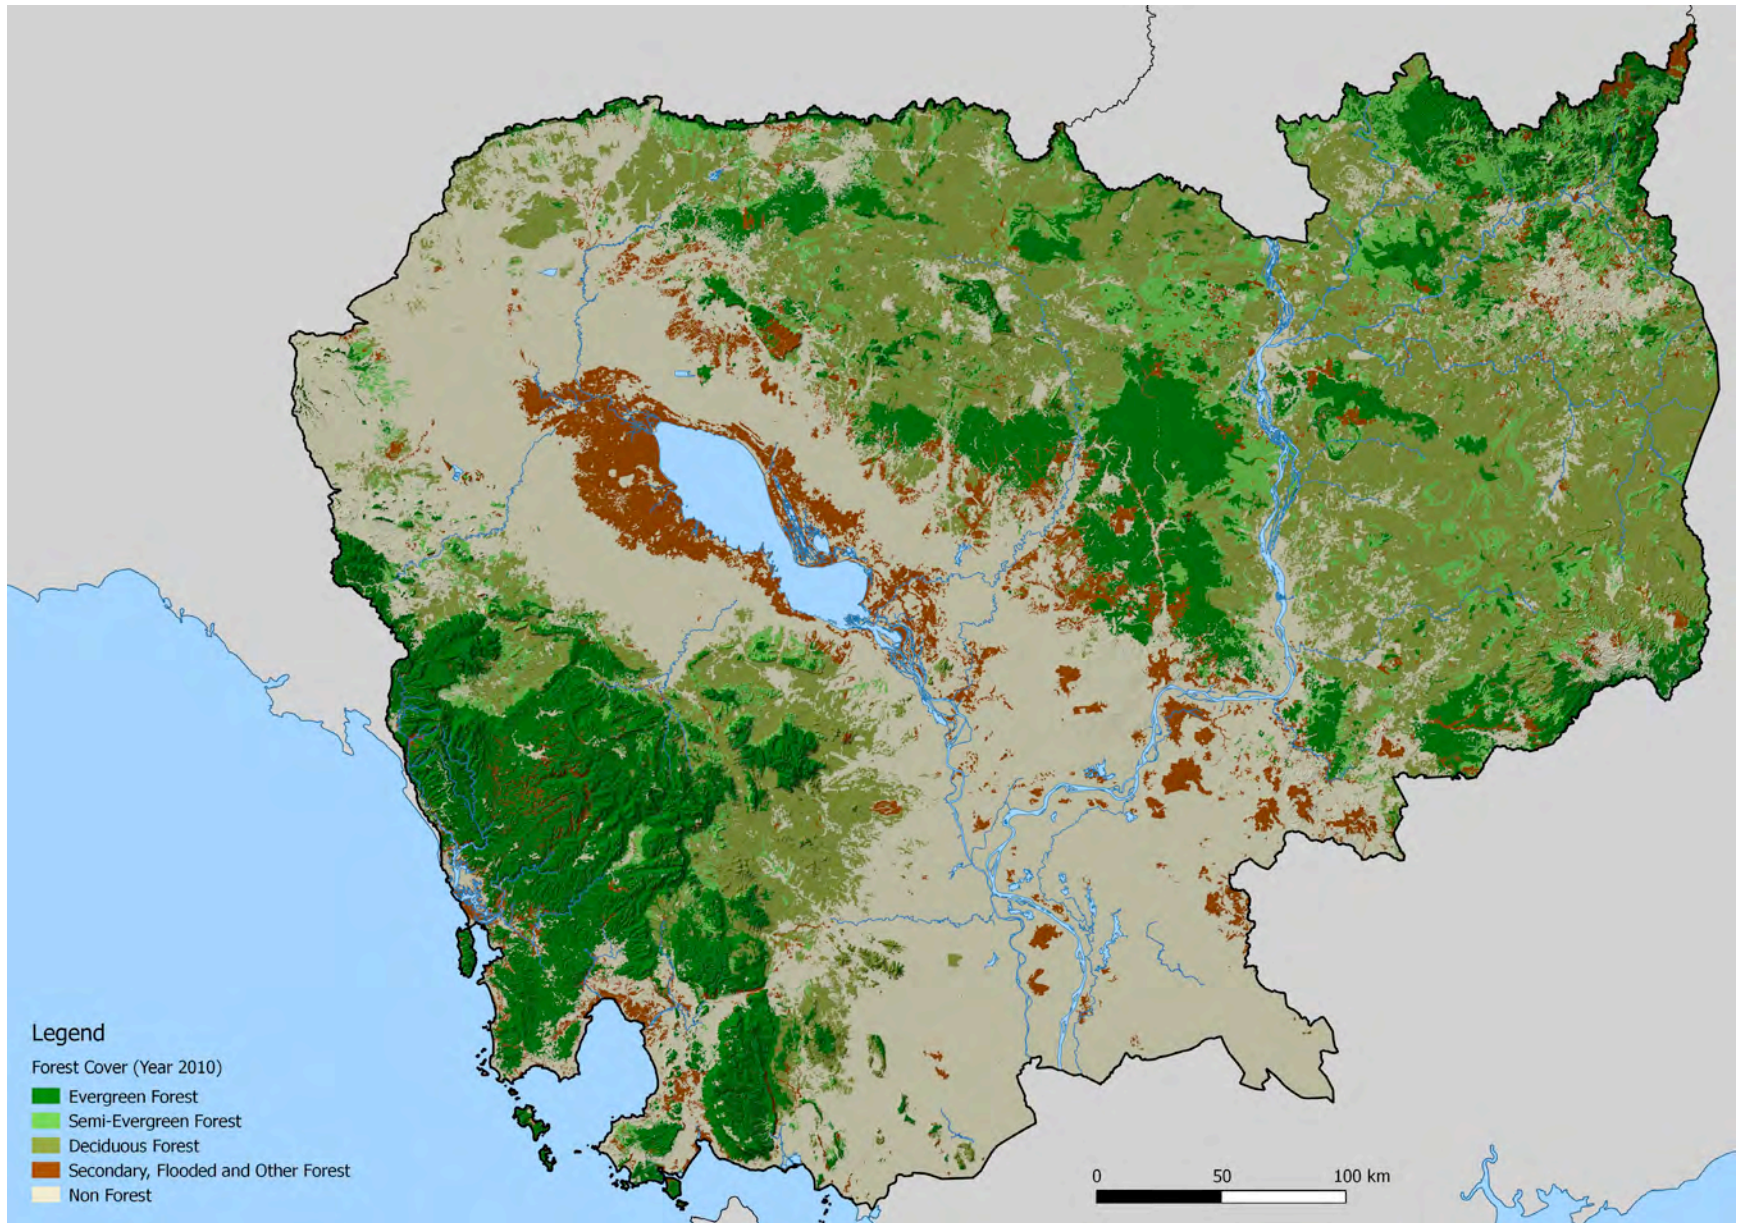 Legend
Forest Cover (Year 2010)
Evergreen Forest
Semi-Evergreen Forest
Deciduous Forest
Secondary, Flooded and Other Forest
Non Forest
0 50 100 km